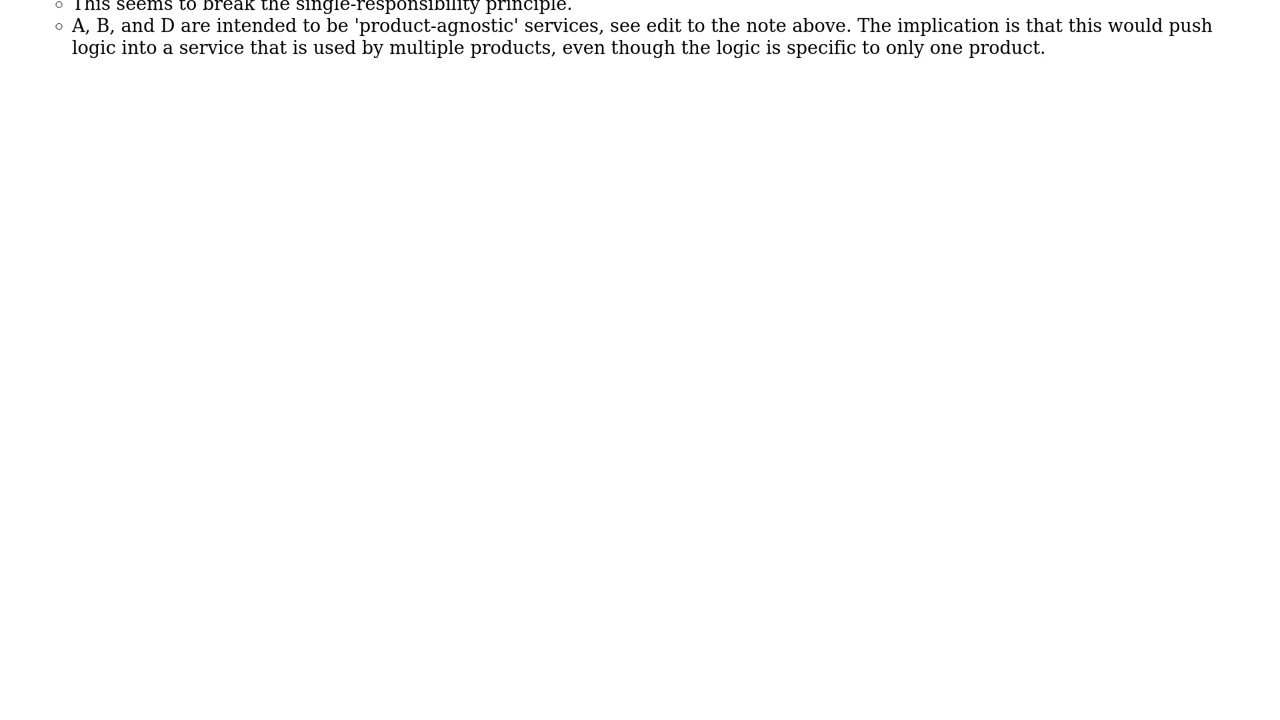 ◦ This seems to break the single-responsibility principle.
◦ A, B, and D are intended to be 'product-agnostic' services, see edit to the note above. The implication is that this would push
logic into a service that is used by multiple products, even though the logic is specific to only one product.